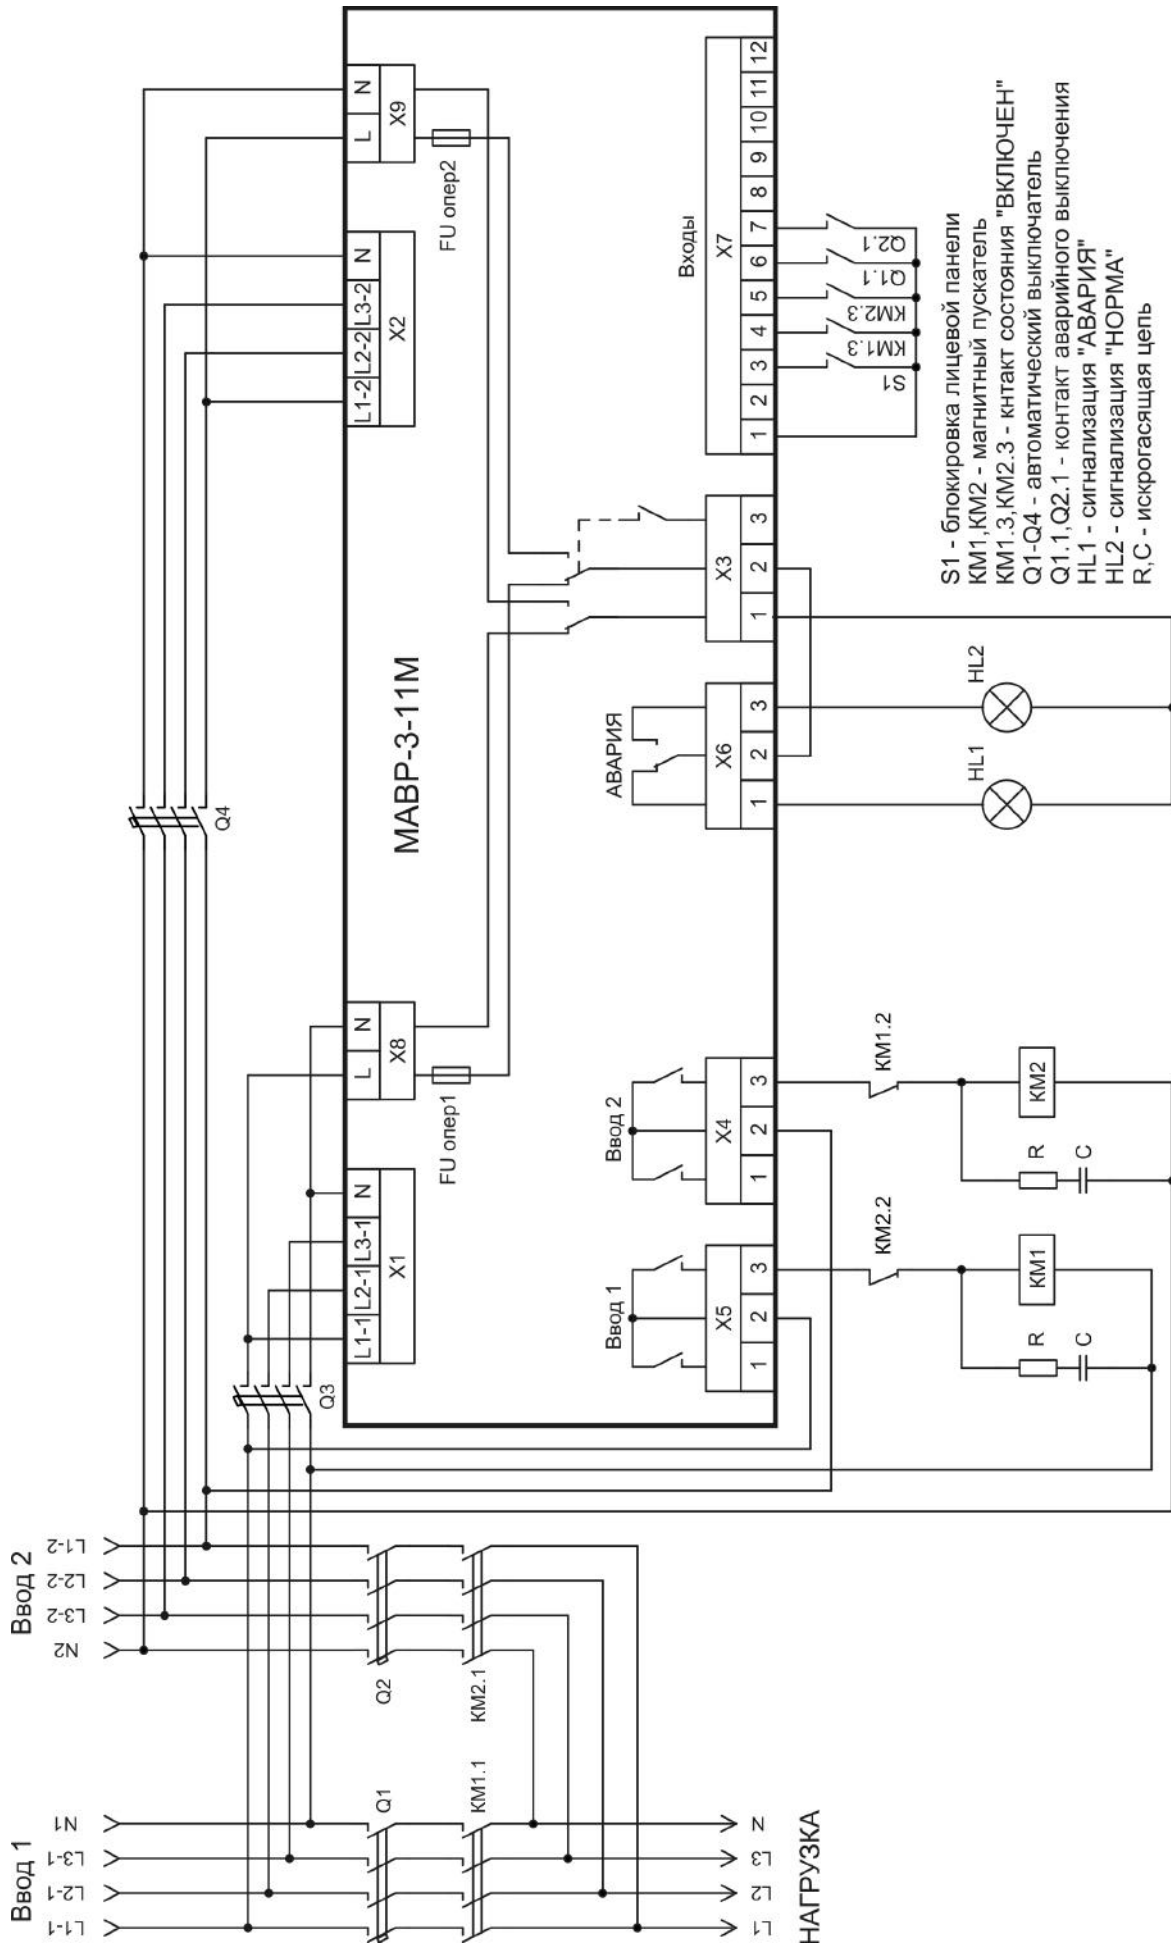 Ввод 1
L1-1
L2-1
L3-1
N1
Ввод 2
N2
L3-2
L2-2
L1-2
Q1
KM1.1
Q2
KM2.1
НАГРУЗКА
L1
L2
L3
N
Q3
Q4
МАВР-3-11М
L1-1
L2-1
L3-1
N
X1
L
N
X8
FU опер1
L1-2
L2-2
L3-2
N
X2
L
N
X9
FU опер2
Ввод 1
X5
1
2
3
Ввод 2
X4
1
2
3
АВАРИЯ
X6
1
2
3
X3
1
2
3
Входы
X7
1
2
3
4
5
6
7
8
9
10
11
12
S1
KM1.3
KM2.3
Q1.1
Q2.1
KM2.2
KM1
R
C
KM1.2
KM2
R
C
HL1
HL2
S1 - блокировка лицевой панели
KM1,KM2 - магнитный пускатель
KM1.3,KM2.3 - кнтакт состояния "ВКЛЮЧЕН"
Q1-Q4 - автоматический выключатель
Q1.1,Q2.1 - контакт аварийного выключения
HL1 - сигнализация "АВАРИЯ"
HL2 - сигнализация "НОРМА"
R,C - искрогасящая цепь